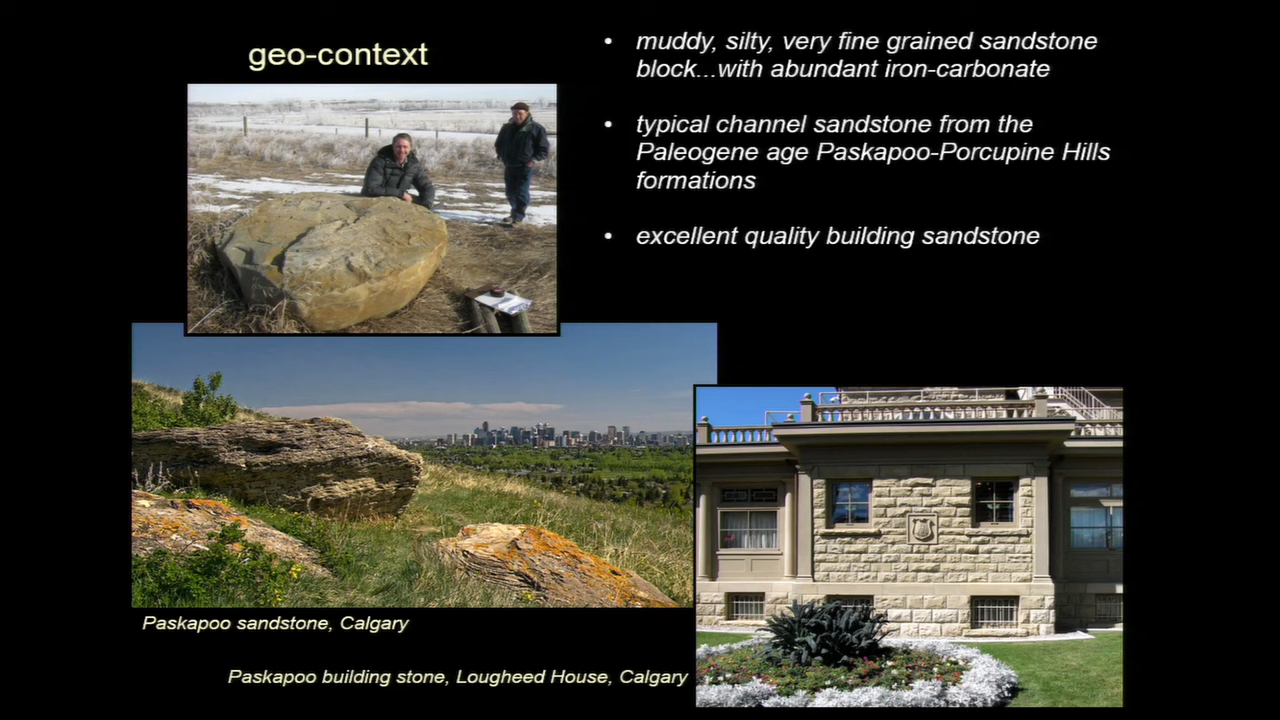 geo-context
• muddy, silty, very fine grained sandstone
block...with abundant iron-carbonate
• typical channel sandstone from the
Paleogene age Paskapoo-Porcupine Hills
formations
• excellent quality building sandstone
Paskapoo sandstone, Calgary
Paskapoo building stone, Lougheed House, Calgary